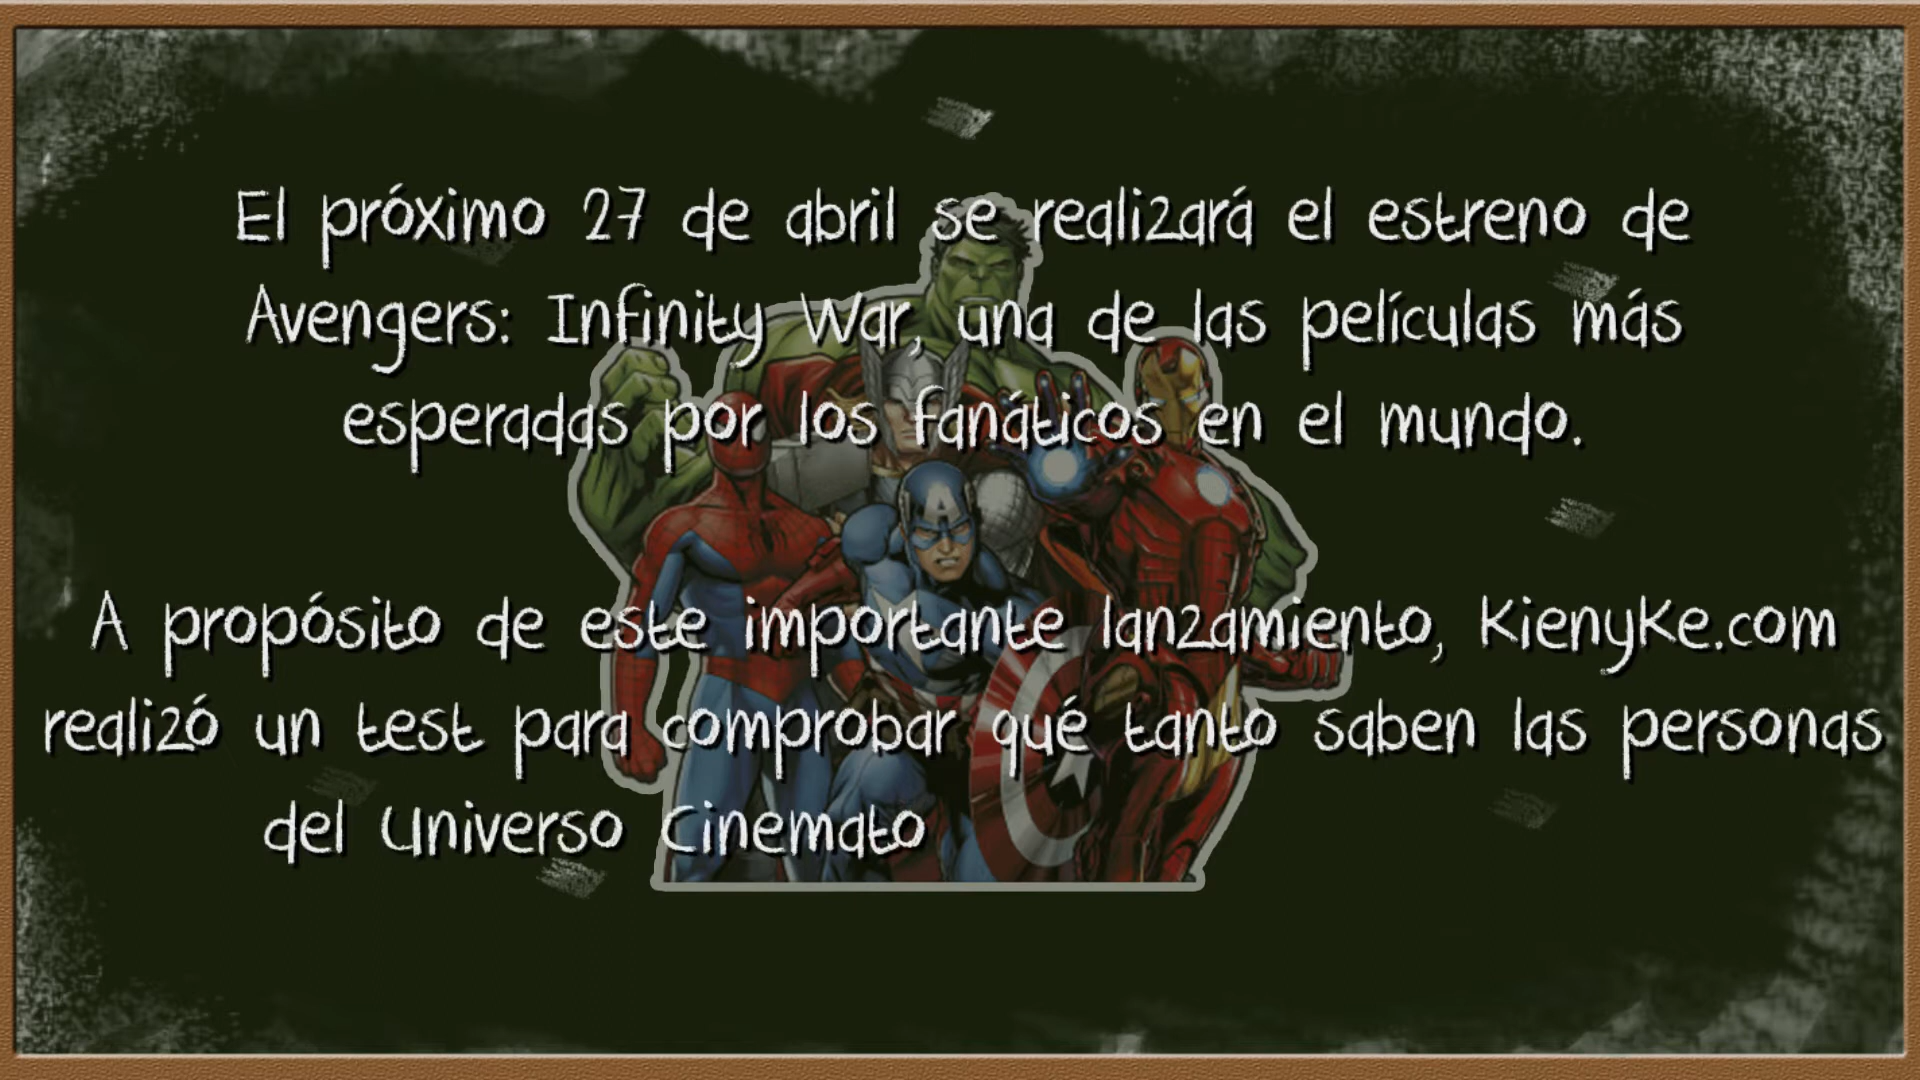 El próximo 27 de abril se realizará el estreno de
Avengers: Infinity War, una de las películas más
esperadas por los fanáticos en el mundo.
A propósito de este importante lanzamiento, KienyKe.com
realizó un test para comprobar qué tanto saben las personas
del Universo Cinemato